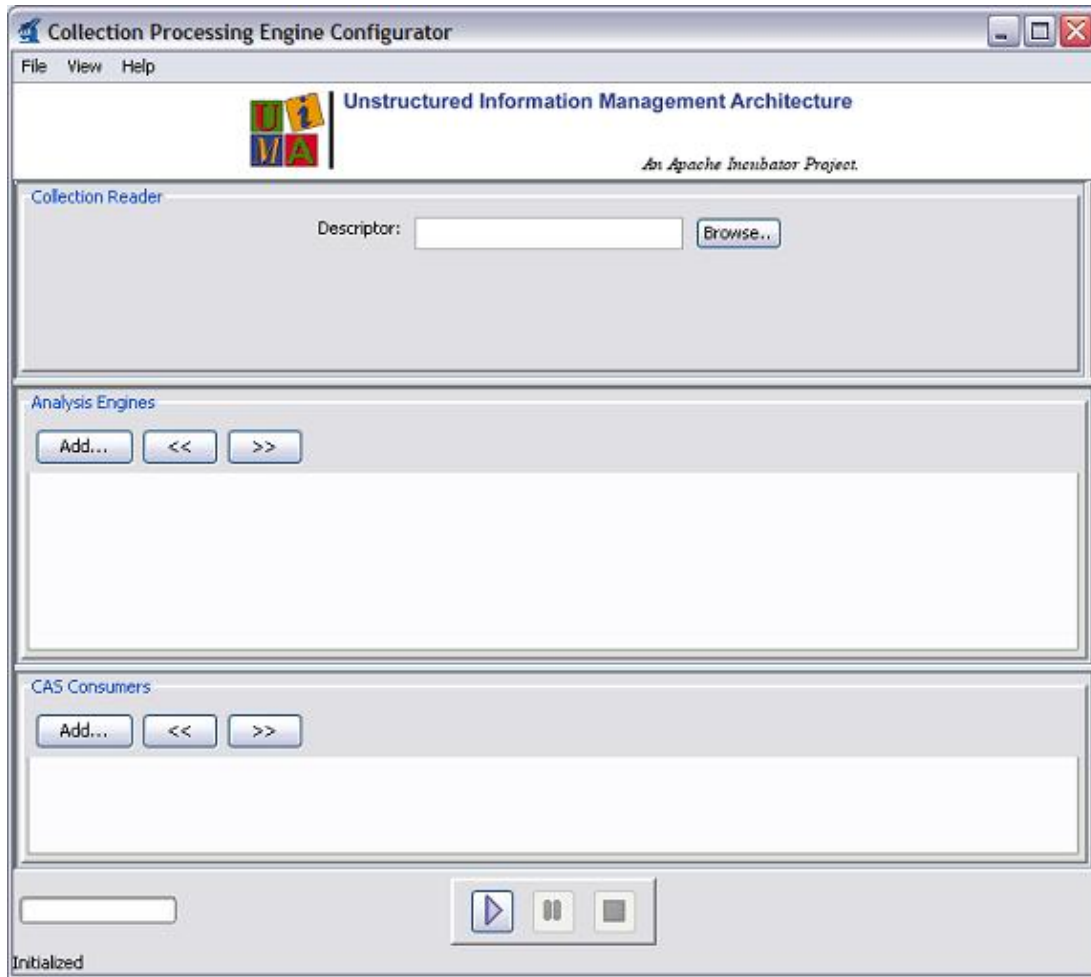 Collection Processing Engine Configurator
File View Help
UIMA
Unstructured Information Management Architecture
An Apache Incubator Project.
Collection Reader
Descriptor: Browse..
Analysis Engines
Add... << >>
CAS Consumers
Add... << >>
Initialized